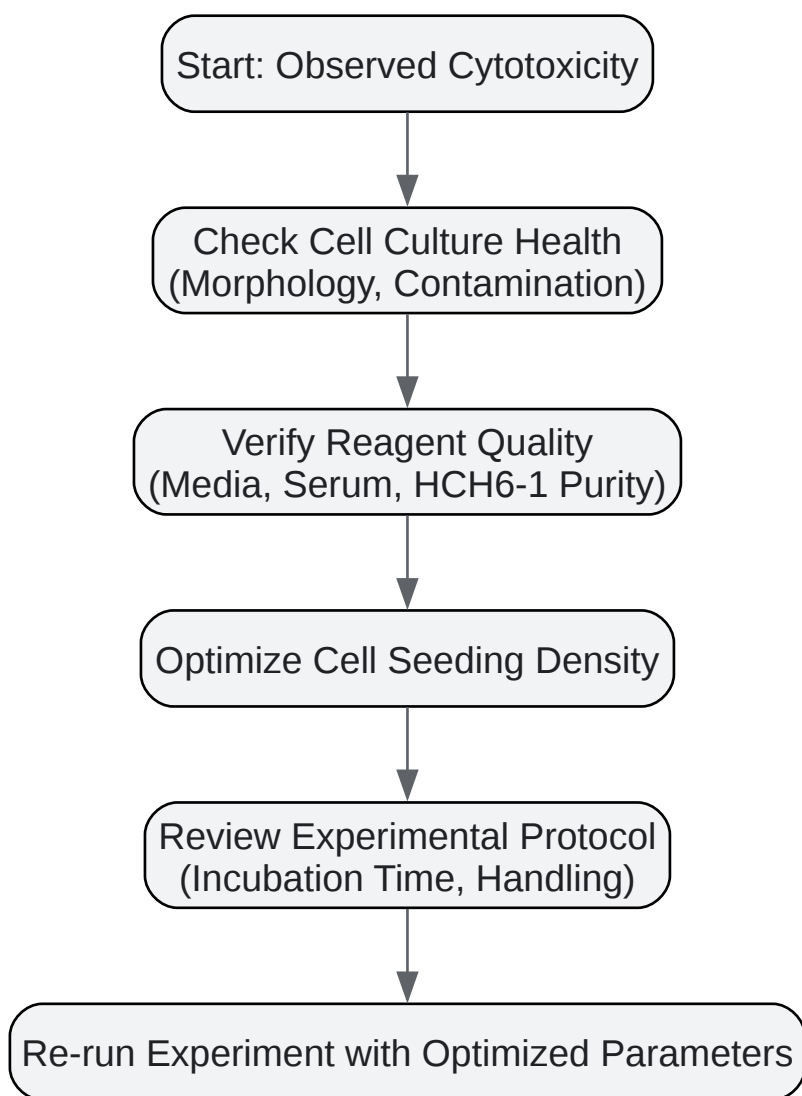 Start: Observed Cytotoxicity
Check Cell Culture Health
(Morphology, Contamination)
Verify Reagent Quality
(Media, Serum, HCH6-1 Purity)
Optimize Cell Seeding Density
Review Experimental Protocol
(Incubation Time, Handling)
Re-run Experiment with Optimized Parameters